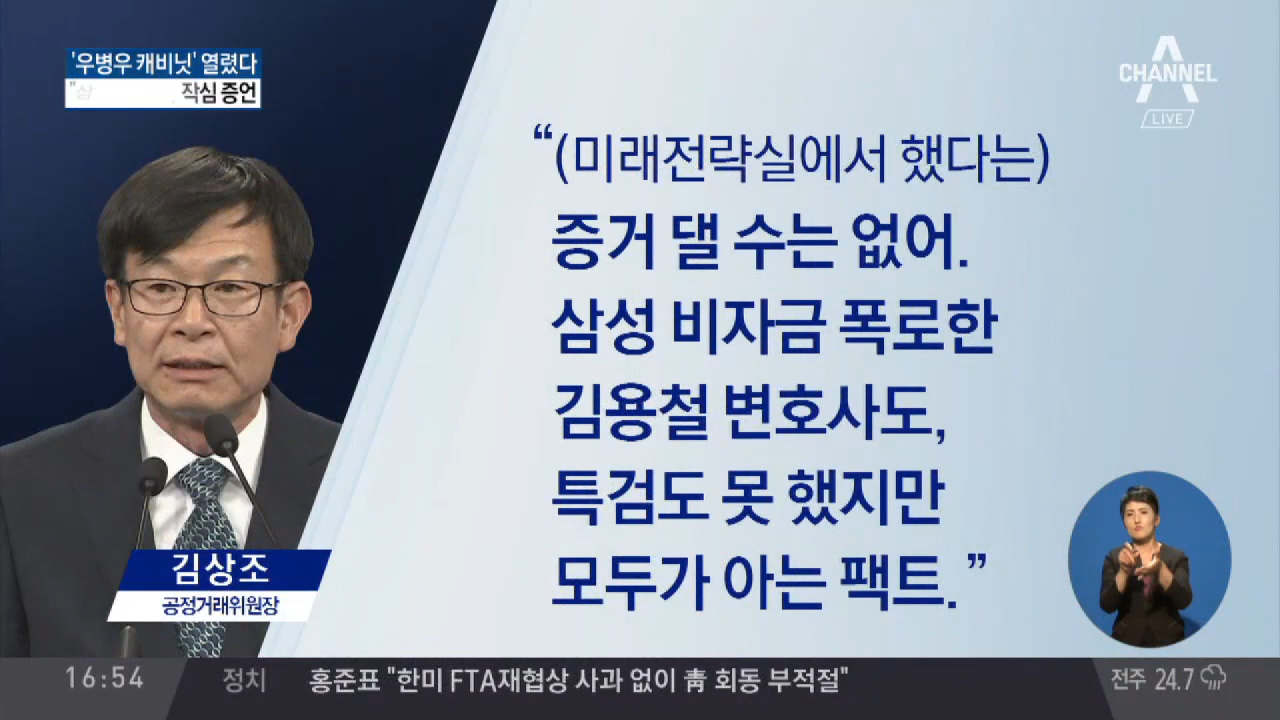 '우병우 캐비닛' 열렸다
"삼 작심 증언
CHANNEL A
LIVE
“(미래전략실에서 했다는)
증거 댈 수는 없어.
삼성 비자금 폭로한
김용철 변호사도,
특검도 못 했지만
모두가 아는 팩트.”
김상조
공정거래위원장
16:54 정치 홍준표 "한미 FTA재협상 사과 없이 靑 회동 부적절" 전주 24.7